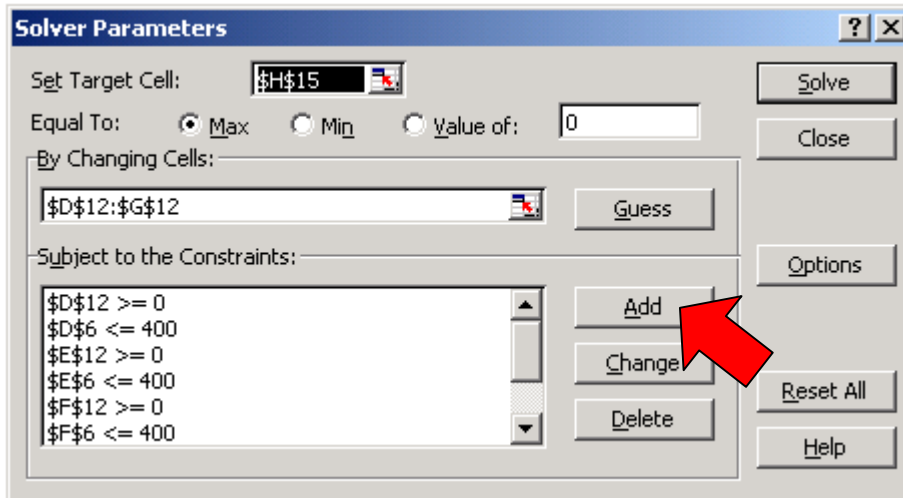 Solver Parameters
? X
Set Target Cell: $H$15
Solve
Equal To: Max Min Value of: 0
Close
By Changing Cells:
$D$12:$G$12
Guess
Subject to the Constraints:
Options
$D$12 >= 0
$D$6 <= 400
$E$12 >= 0
$E$6 <= 400
$F$12 >= 0
$F$6 <= 400
Add
Change
Delete
Reset All
Help